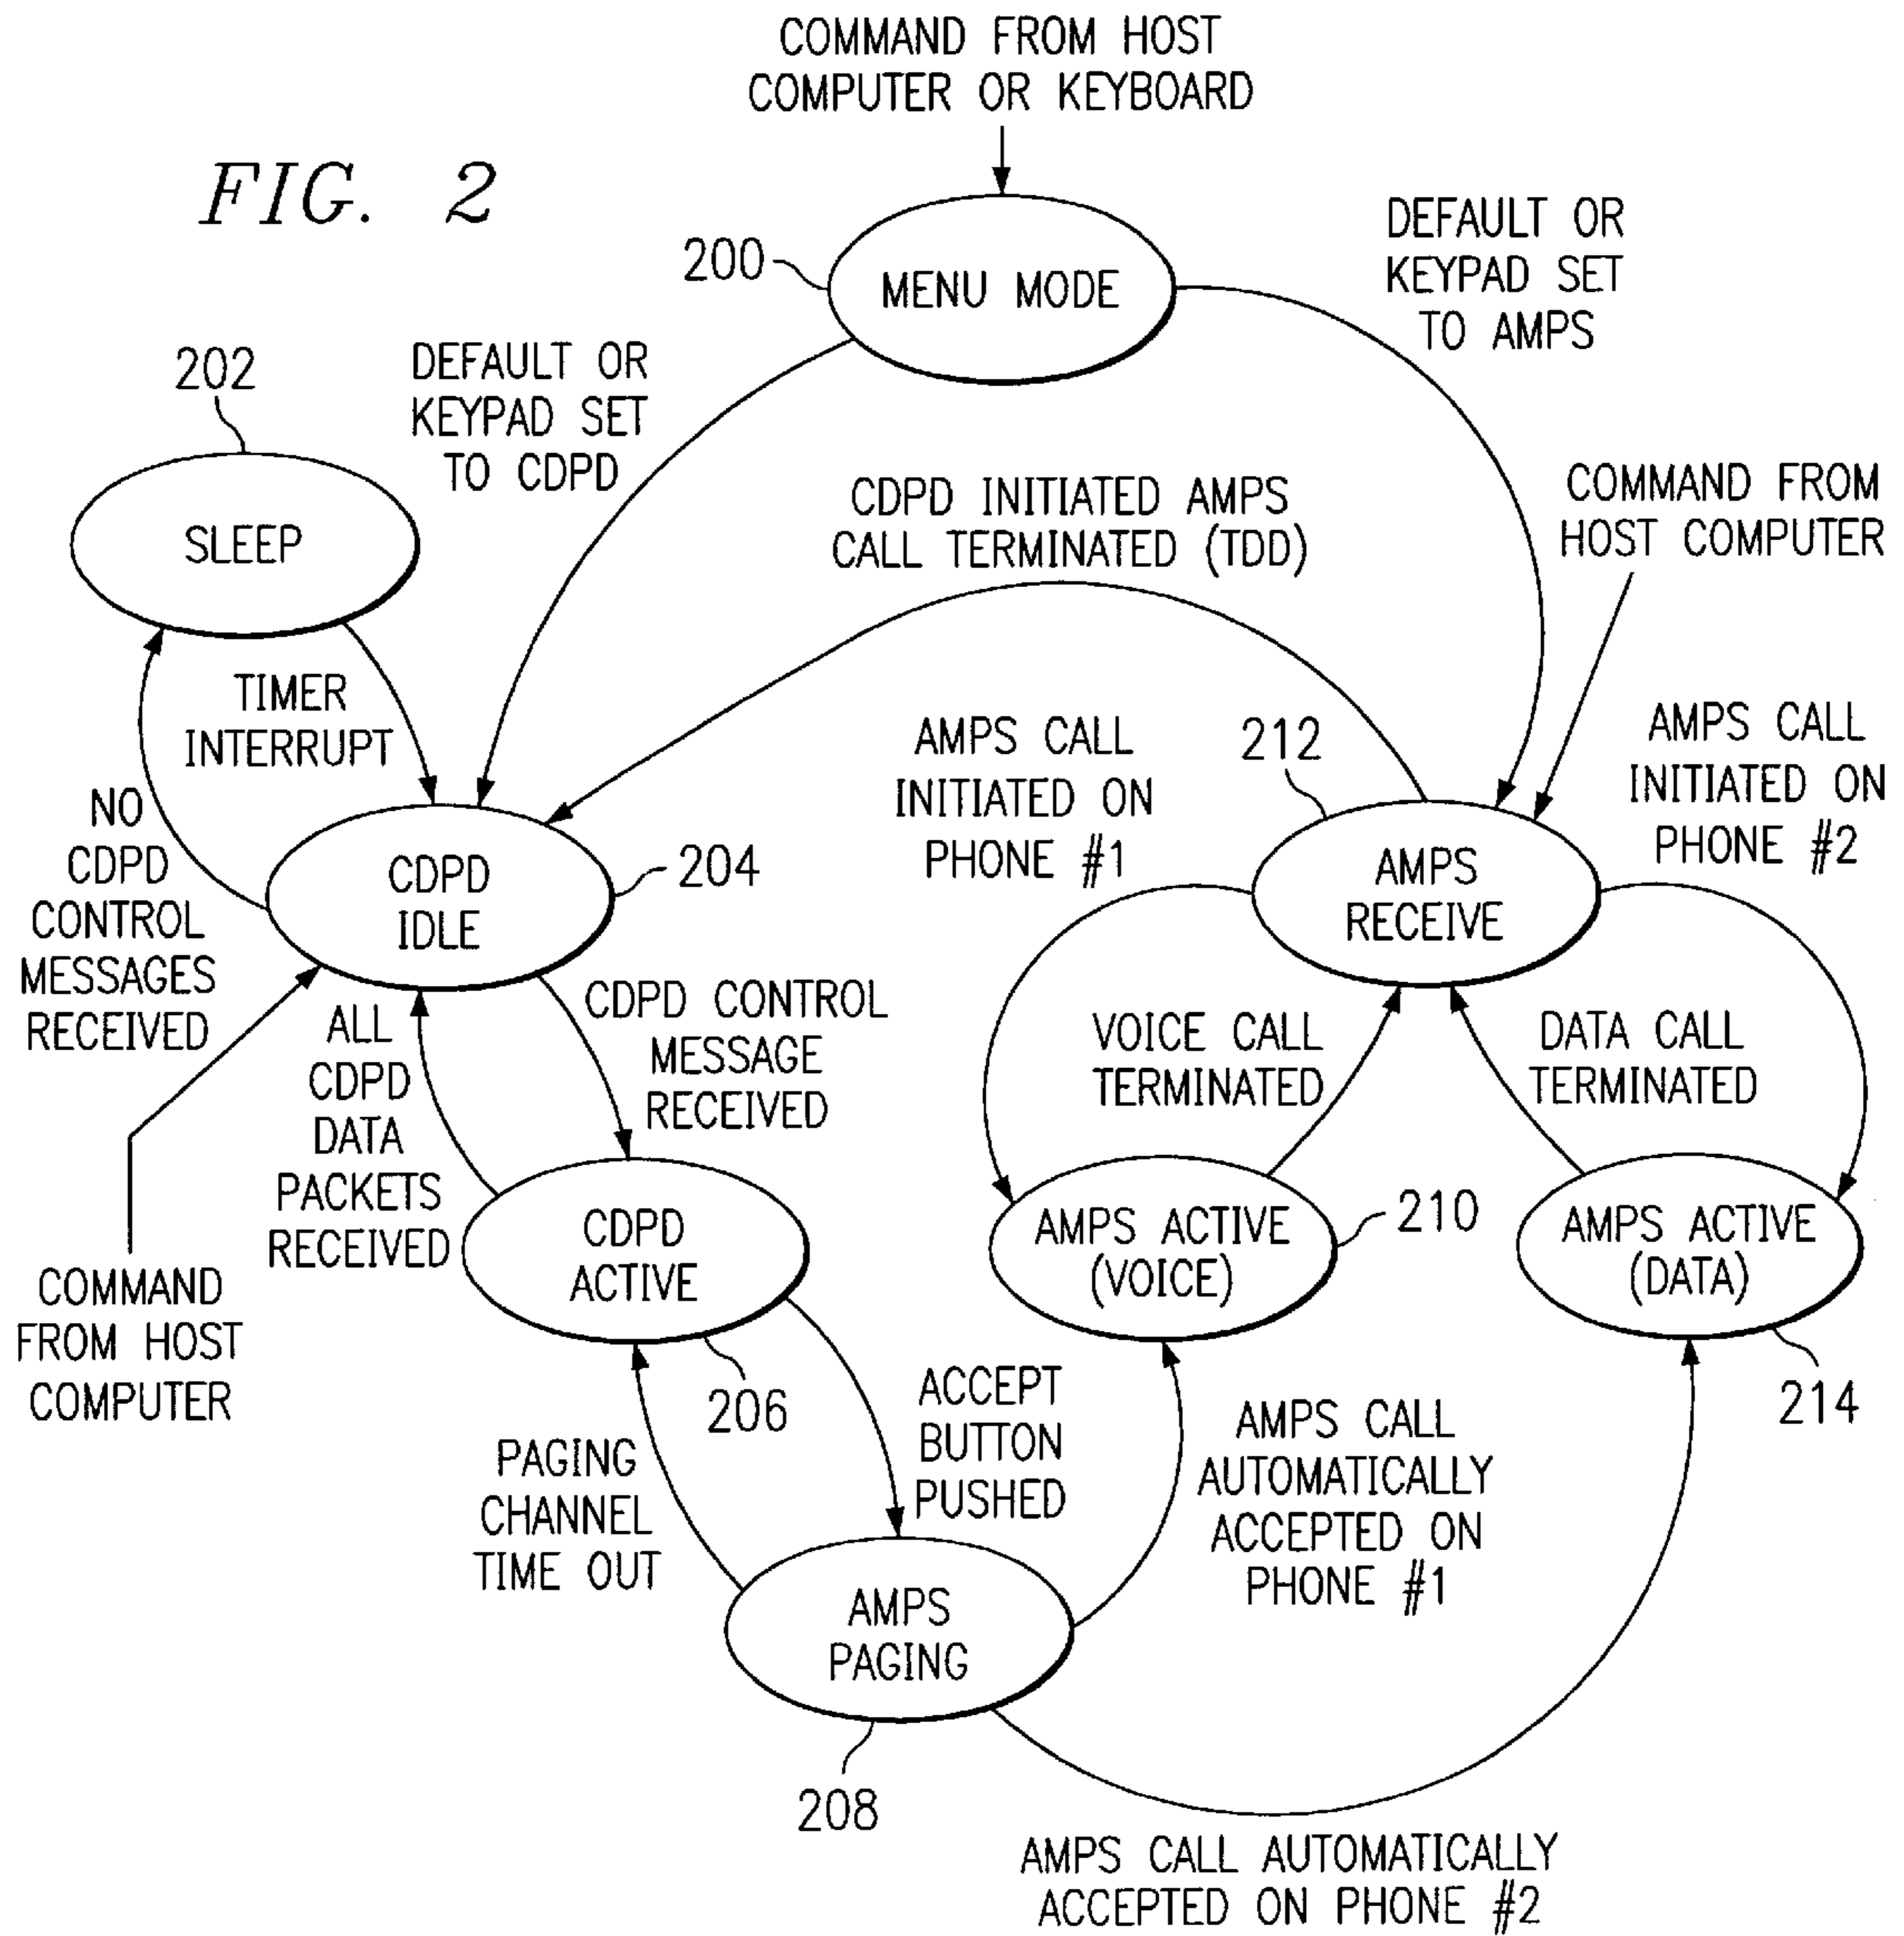 COMMAND FROM HOST
COMPUTER OR KEYBOARD
FIG. 2
200
MENU MODE
DEFAULT OR
KEYPAD SET
TO AMPS
202
DEFAULT OR
KEYPAD SET
TO CDPD
SLEEP
CDPD INITIATED AMPS
CALL TERMINATED (TDD)
COMMAND FROM
HOST COMPUTER
TIMER
INTERRUPT
NO
CDPD
CONTROL
MESSAGES
RECEIVED
CDPD
IDLE
204
AMPS CALL
INITIATED ON
PHONE #1
212
AMPS CALL
INITIATED ON
PHONE #2
AMPS
RECEIVE
ALL
CDPD
DATA
PACKETS
RECEIVED
CDPD CONTROL
MESSAGE
RECEIVED
VOICE CALL
TERMINATED
DATA CALL
TERMINATED
COMMAND
FROM HOST
COMPUTER
CDPD
ACTIVE
206
AMPS ACTIVE
(VOICE)
210
AMPS ACTIVE
(DATA)
214
PAGING
CHANNEL
TIME OUT
ACCEPT
BUTTON
PUSHED
AMPS CALL
AUTOMATICALLY
ACCEPTED ON
PHONE #1
AMPS
PAGING
208
AMPS CALL AUTOMATICALLY
ACCEPTED ON PHONE #2